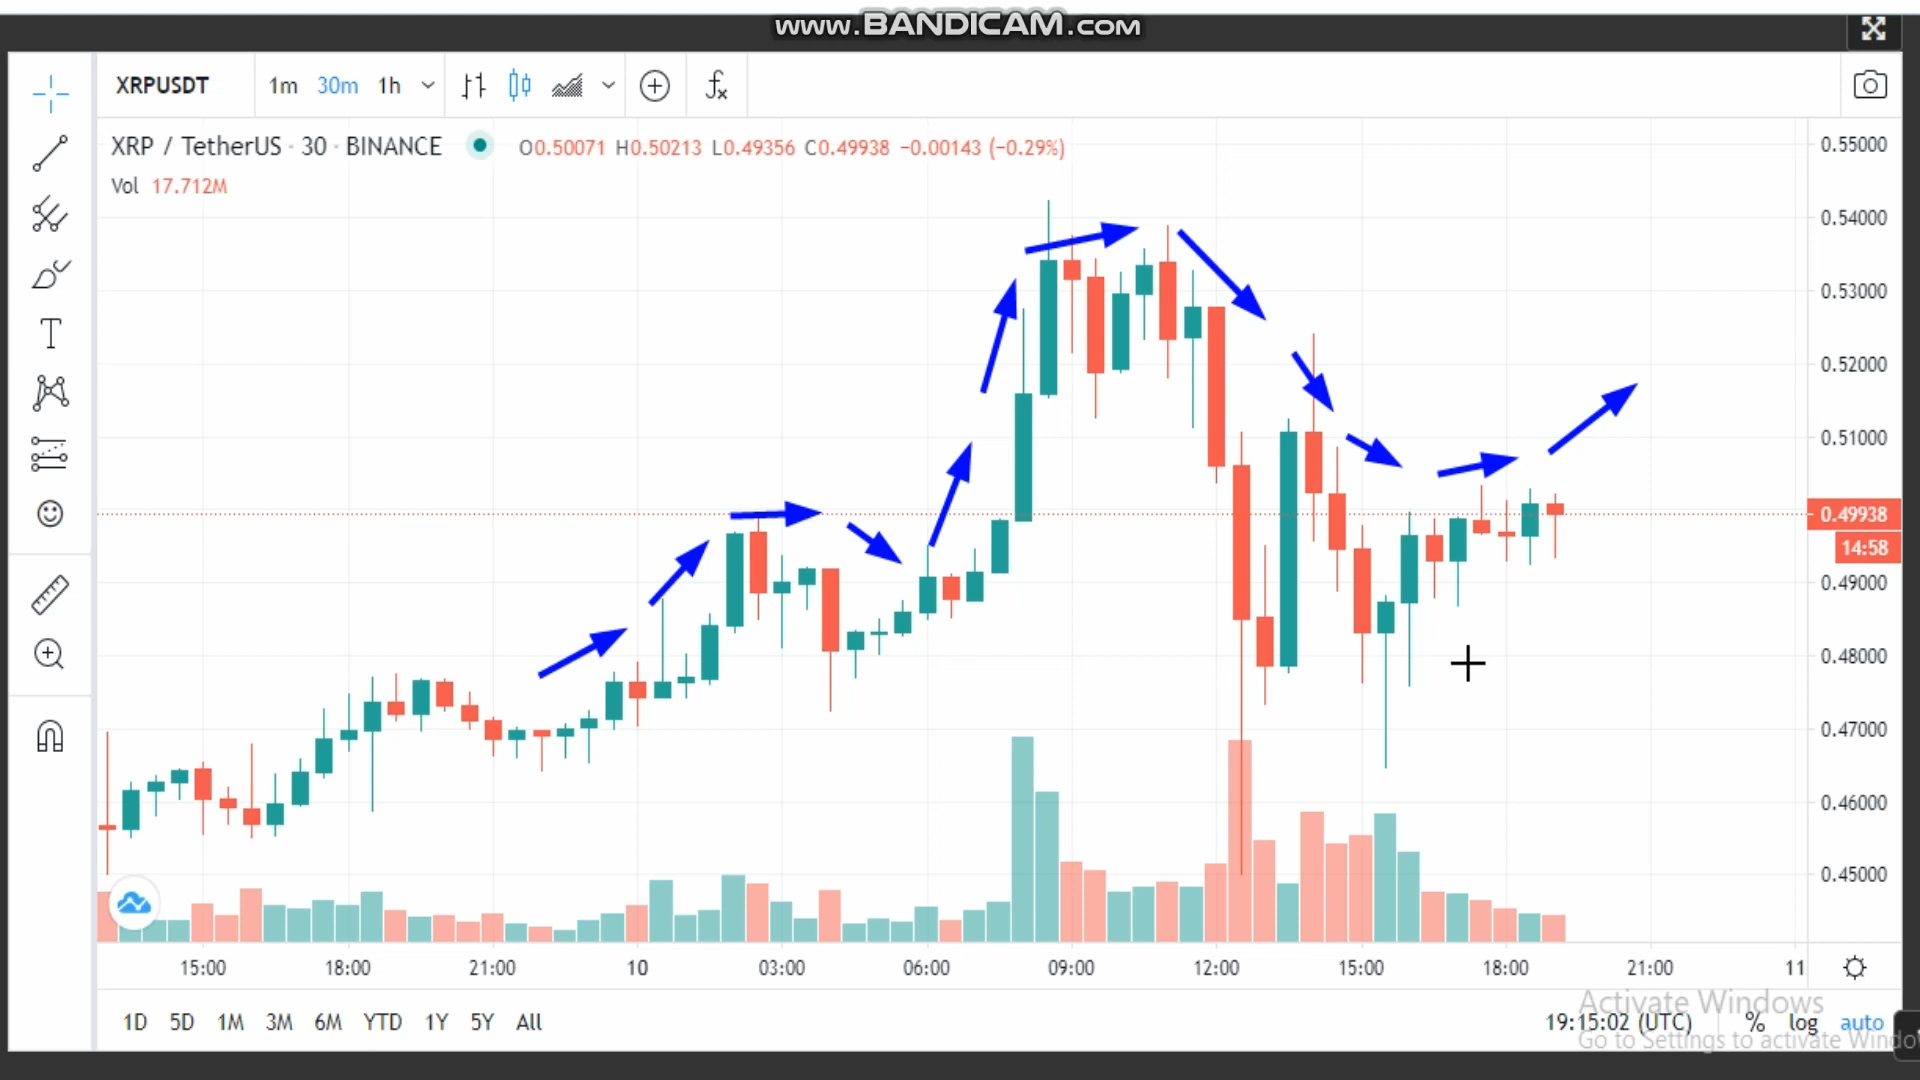 www.BANDICAM.com
XRPUSDT 1m 30m 1h
XRP / TetherUS · 30 · BINANCE O0.50071 H0.50213 L0.49356 C0.49938 −0.00143 (−0.29%)
Vol 17.712M
0.55000
0.54000
0.53000
0.52000
0.51000
0.49938
14:58
0.49000
0.48000
0.47000
0.46000
0.45000
15:00 18:00 21:00 10 03:00 06:00 09:00 12:00 15:00 18:00 21:00 11
Activate Windows
1D 5D 1M 3M 6M YTD 1Y 5Y All 19:15:02 (UTC) % log auto
Go to Settings to activate Windo